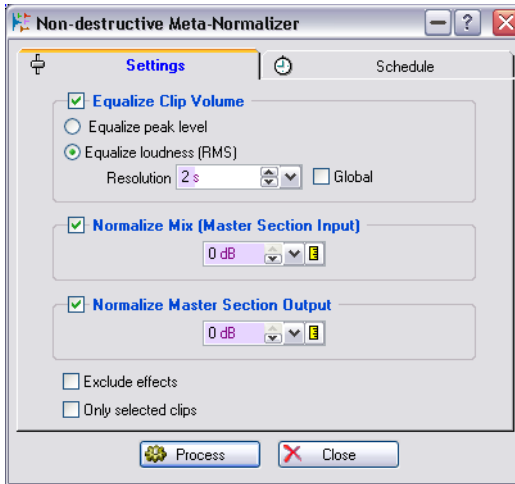 Non-destructive Meta-Normalizer
Settings
Schedule
Equalize Clip Volume
Equalize peak level
Equalize loudness (RMS)
Resolution 2 s Global
Normalize Mix (Master Section Input)
0 dB
Normalize Master Section Output
0 dB
Exclude effects
Only selected clips
Process Close